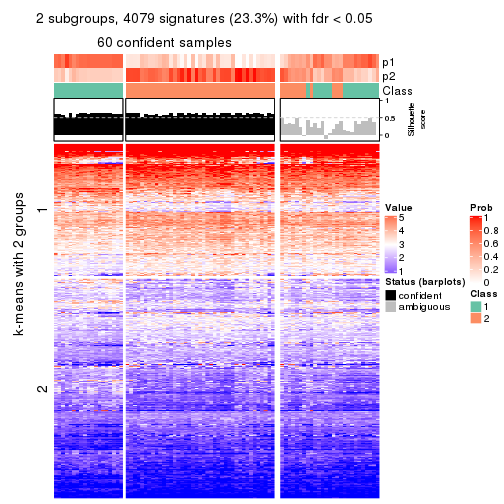 2 subgroups, 4079 signatures (23.3%) with fdr < 0.05
60 confident samples
p1
p2
Class
1
0.5
0
Silhouette
score
k-means with 2 groups
1
2
Value
5
4
3
2
1
Status (barplots)
confident
ambiguous
Prob
1
0.8
0.6
0.4
0.2
0
Class
1
2